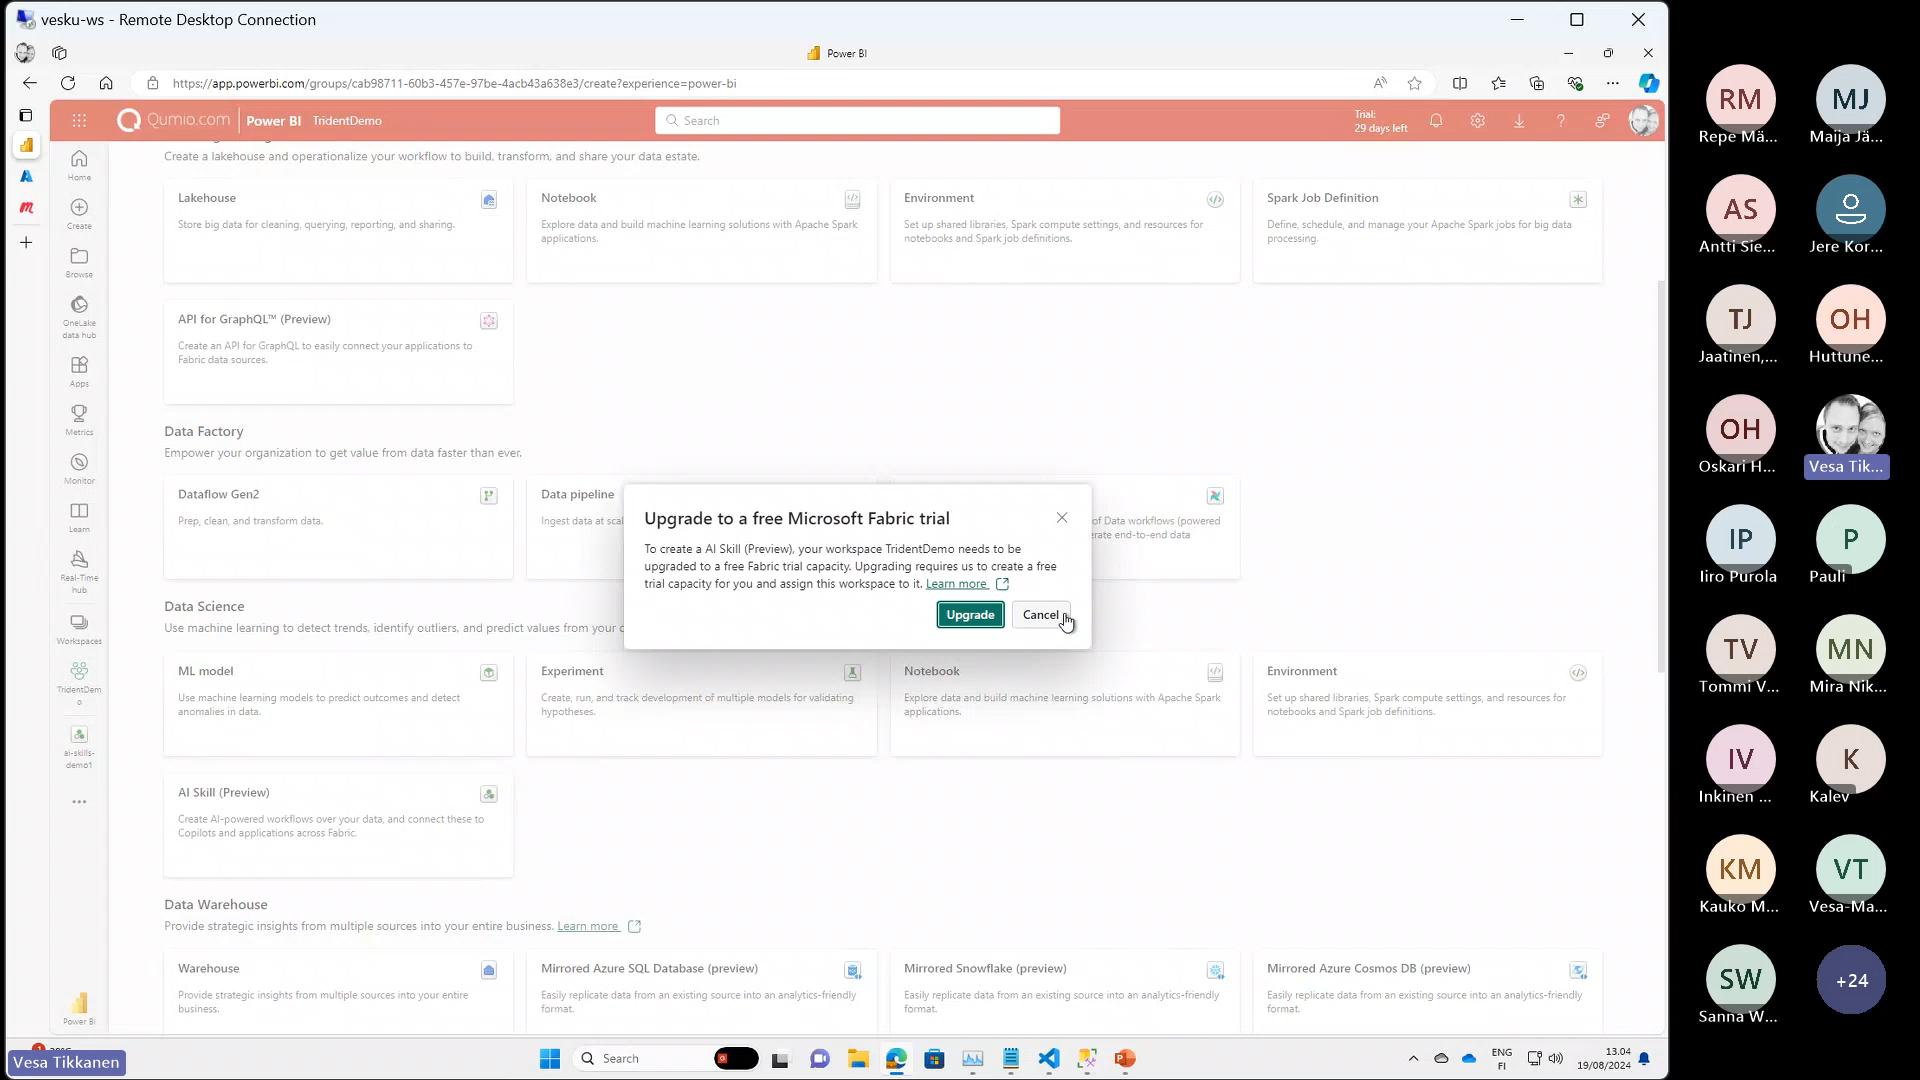 vesku-ws - Remote Desktop Connection
Power BI
https://app.powerbi.com/groups/cab98711-60b3-457e-97be-4acb43a638e3/create?experience=power-bi
Qumio.com
Power BI
TridentDemo
Search
Trial:
29 days left
Home
Create
Browse
OneLake
data hub
Apps
Metrics
Monitor
Learn
Real-Time
hub
Workspaces
TridentDem
o
ai-skills-
demo1
Power BI
Create a lakehouse and operationalize your workflow to build, transform, and share your data estate.
Lakehouse
Store big data for cleaning, querying, reporting, and sharing.
Notebook
Explore data and build machine learning solutions with Apache Spark
applications.
Environment
Set up shared libraries, Spark compute settings, and resources for
notebooks and Spark job definitions.
Spark Job Definition
Define, schedule, and manage your Apache Spark jobs for big data
processing.
API for GraphQL™ (Preview)
Create an API for GraphQL to easily connect your applications to
Fabric data sources.
Data Factory
Empower your organization to get value from data faster than ever.
Dataflow Gen2
Prep, clean, and transform data.
Data pipeline
Ingest data at scal
of Data workflows (powered
rate end-to-end data
Upgrade to a free Microsoft Fabric trial
To create a AI Skill (Preview), your workspace TridentDemo needs to be
upgraded to a free Fabric trial capacity. Upgrading requires us to create a free
trial capacity for you and assign this workspace to it. Learn more
Upgrade
Cancel
Data Science
Use machine learning to detect trends, identify outliers, and predict values from your
ML model
Use machine learning models to predict outcomes and detect
anomalies in data.
Experiment
Create, run, and track development of multiple models for validating
hypotheses.
Notebook
Explore data and build machine learning solutions with Apache Spark
applications.
Environment
Set up shared libraries, Spark compute settings, and resources for
notebooks and Spark job definitions.
AI Skill (Preview)
Create AI-powered workflows over your data, and connect these to
Copilots and applications across Fabric.
Data Warehouse
Provide strategic insights from multiple sources into your entire business. Learn more
Warehouse
Provide strategic insights from multiple sources into your entire
business.
Mirrored Azure SQL Database (preview)
Easily replicate data from an existing source into an analytics-friendly
format.
Mirrored Snowflake (preview)
Easily replicate data from an existing source into an analytics-friendly
format.
Mirrored Azure Cosmos DB (preview)
Easily replicate data from an existing source into an analytics-friendly
format.
Vesa Tikkanen
Search
ENG
FI
13.04
19/08/2024
RM
Repe Mä...
MJ
Maija Jä...
AS
Antti Sie...
Jere Kor...
TJ
Jaatinen,...
OH
Huttune...
OH
Oskari H...
Vesa Tik...
IP
Iiro Purola
P
Pauli
TV
Tommi V...
MN
Mira Nik...
IV
Inkinen ...
K
Kalev
KM
Kauko M...
VT
Vesa-Ma...
SW
Sanna W...
+24